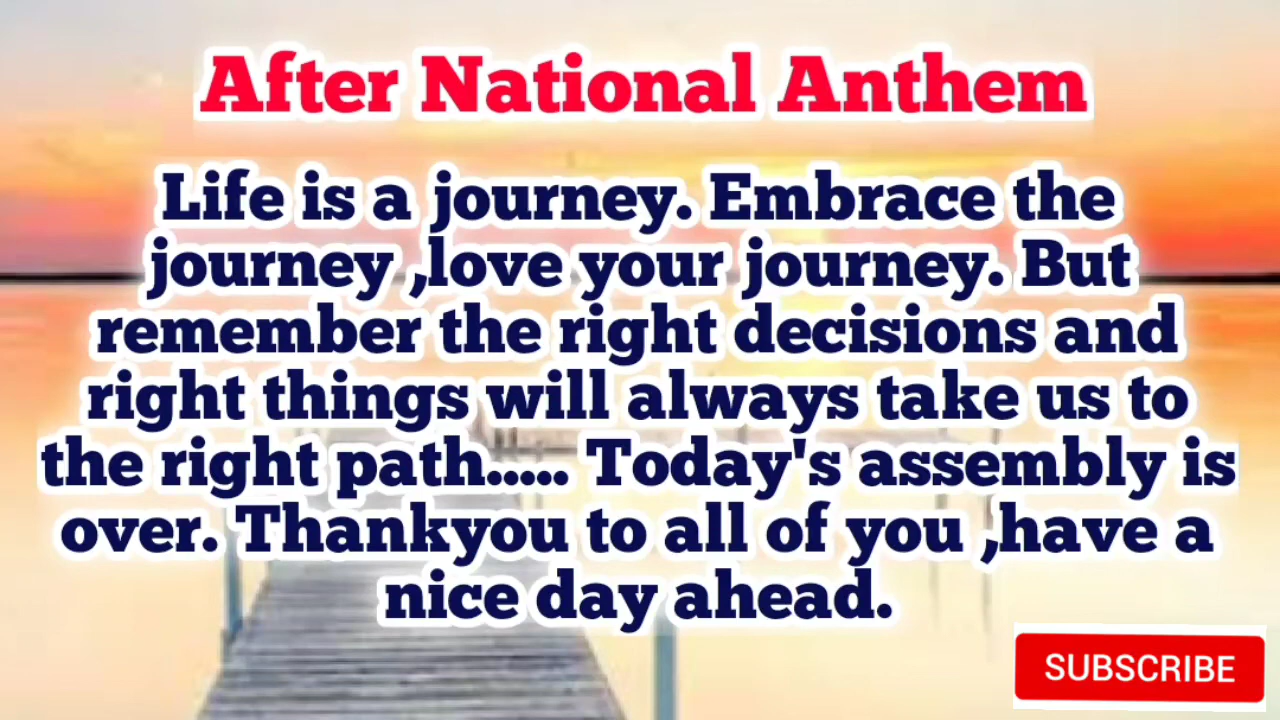 After National Anthem
Life is a journey. Embrace the
journey ,love your journey. But
remember the right decisions and
right things will always take us to
the right path..... Today's assembly is
over. Thankyou to all of you ,have a
nice day ahead.
SUBSCRIBE